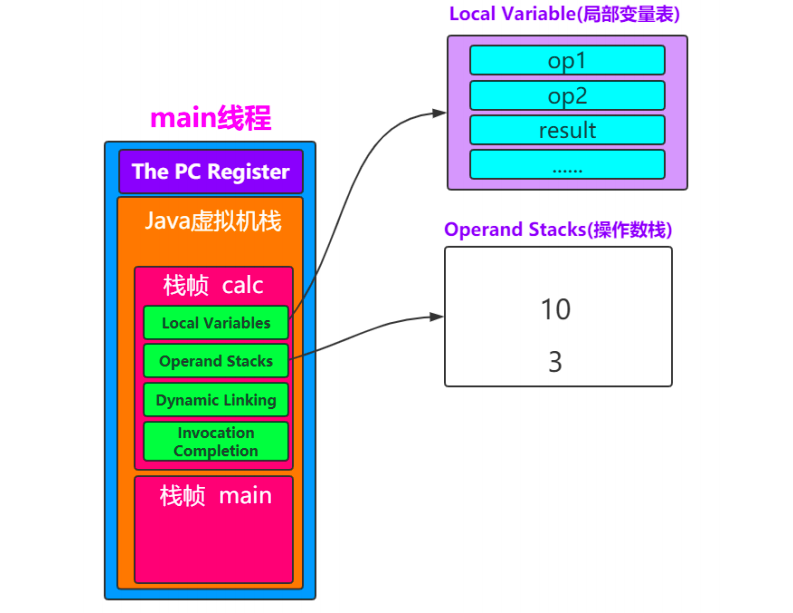 Local Variable(局部变量表)
op1
op2
result
......
main线程
The PC Register
Java虚拟机栈
栈帧 calc
Local Variables
Operand Stacks
Dynamic Linking
Invocation
Completion
栈帧 main
Operand Stacks(操作数栈)
10
3